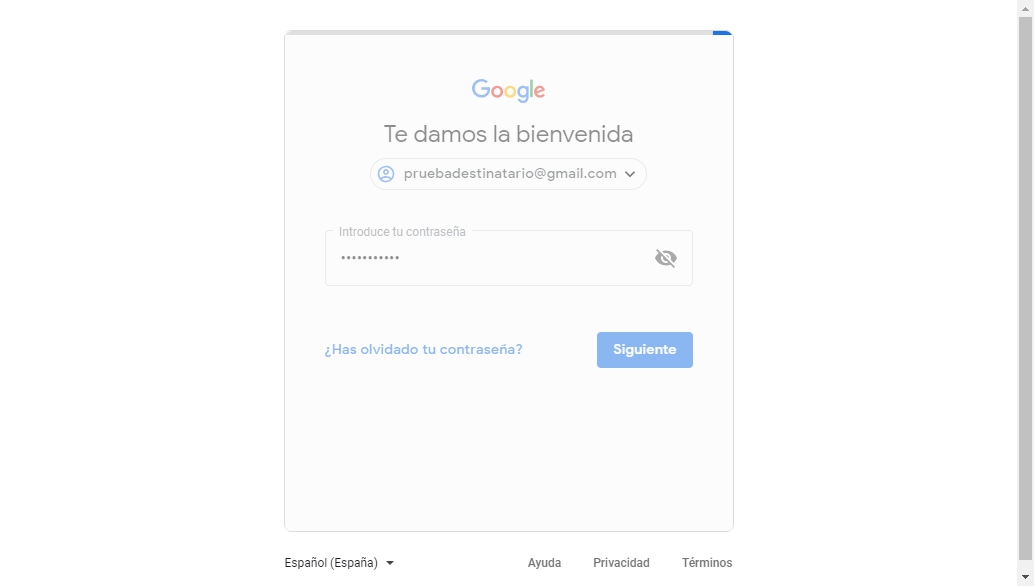 Google
Te damos la bienvenida
pruebadestinatario@gmail.com
Introduce tu contraseña
•••••••••••
¿Has olvidado tu contraseña?
Siguiente
Español (España)
Ayuda
Privacidad
Términos